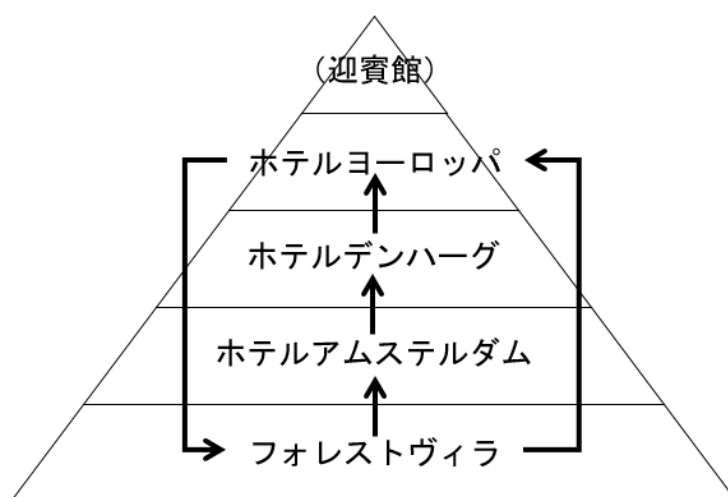 （迎賓館）
ホテルヨーロッパ
ホテルデンハーグ
ホテルアムステルダム
フォレストヴィラ